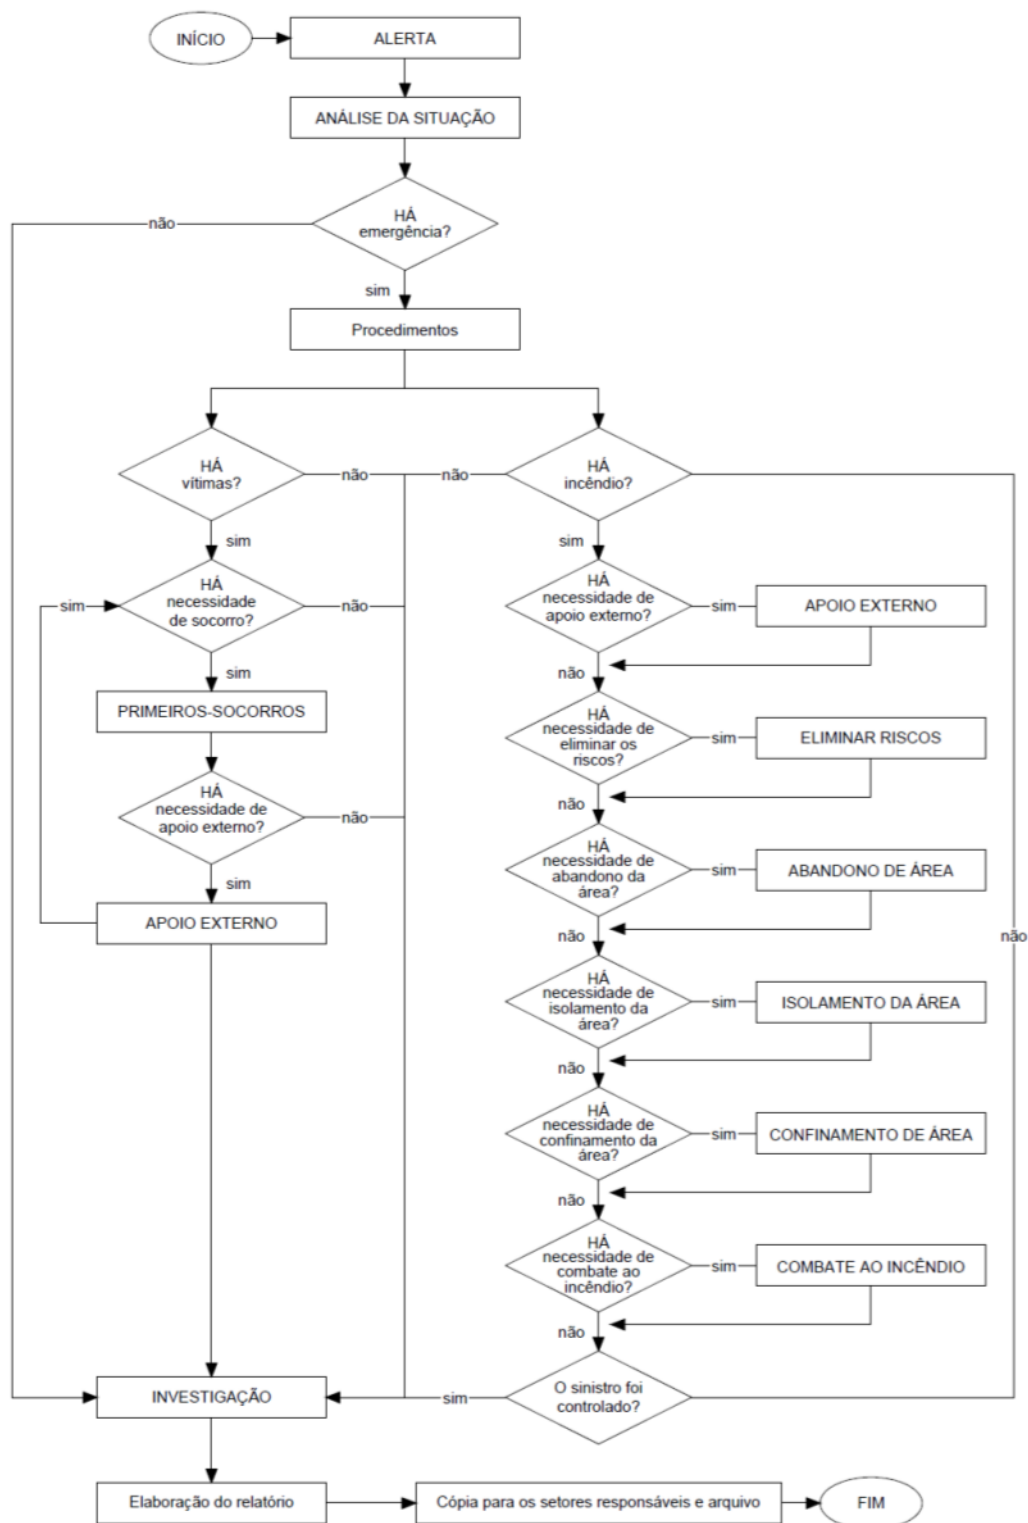 INÍCIO
ALERTA
ANÁLISE DA SITUAÇÃO
HÁ
emergência?
não
sim
Procedimentos
HÁ
vítimas?
não
não
HÁ
incêndio?
sim
sim
HÁ
necessidade
de socorro?
sim
não
HÁ
necessidade de
apoio externo?
sim
APOIO EXTERNO
sim
não
PRIMEIROS-SOCORROS
HÁ
necessidade de
eliminar os
riscos?
sim
ELIMINAR RISCOS
HÁ
necessidade de
apoio externo?
não
não
sim
HÁ
necessidade de
abandono da
área?
sim
ABANDONO DE ÁREA
APOIO EXTERNO
não
não
HÁ
necessidade de
isolamento da
área?
sim
ISOLAMENTO DA ÁREA
não
HÁ
necessidade de
confinamento da
área?
sim
CONFINAMENTO DE ÁREA
não
HÁ
necessidade de
combate ao
incêndio?
sim
COMBATE AO INCÊNDIO
não
O sinistro foi
controlado?
sim
INVESTIGAÇÃO
Elaboração do relatório
Cópia para os setores responsáveis e arquivo
FIM